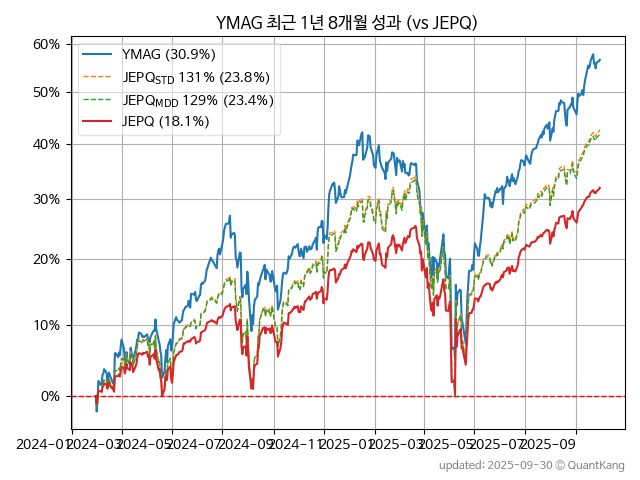 YMAG 최근 1년 8개월 성과 (vs JEPQ)
60%
50%
40%
30%
20%
10%
0%
YMAG (30.9%)
JEPQSTD 131% (23.8%)
JEPQMDD 129% (23.4%)
JEPQ (18.1%)
2024-01 2024-03 2024-05 2024-07 2024-09 2024-11 2025-01 2025-03 2025-05 2025-07 2025-09
updated: 2025-09-30 © QuantKang